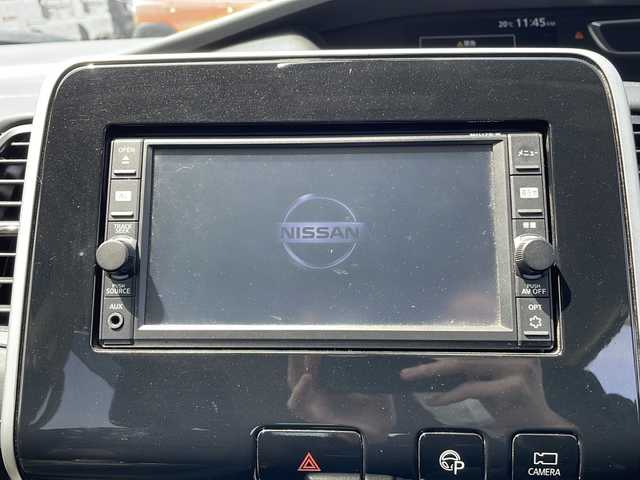 20℃ 11:45
OPEN
メニュー
TRACK
SEEK
NISSAN
PUSH
SOURCE
PUSH
AV OFF
AUX
OPT
P
CAMERA